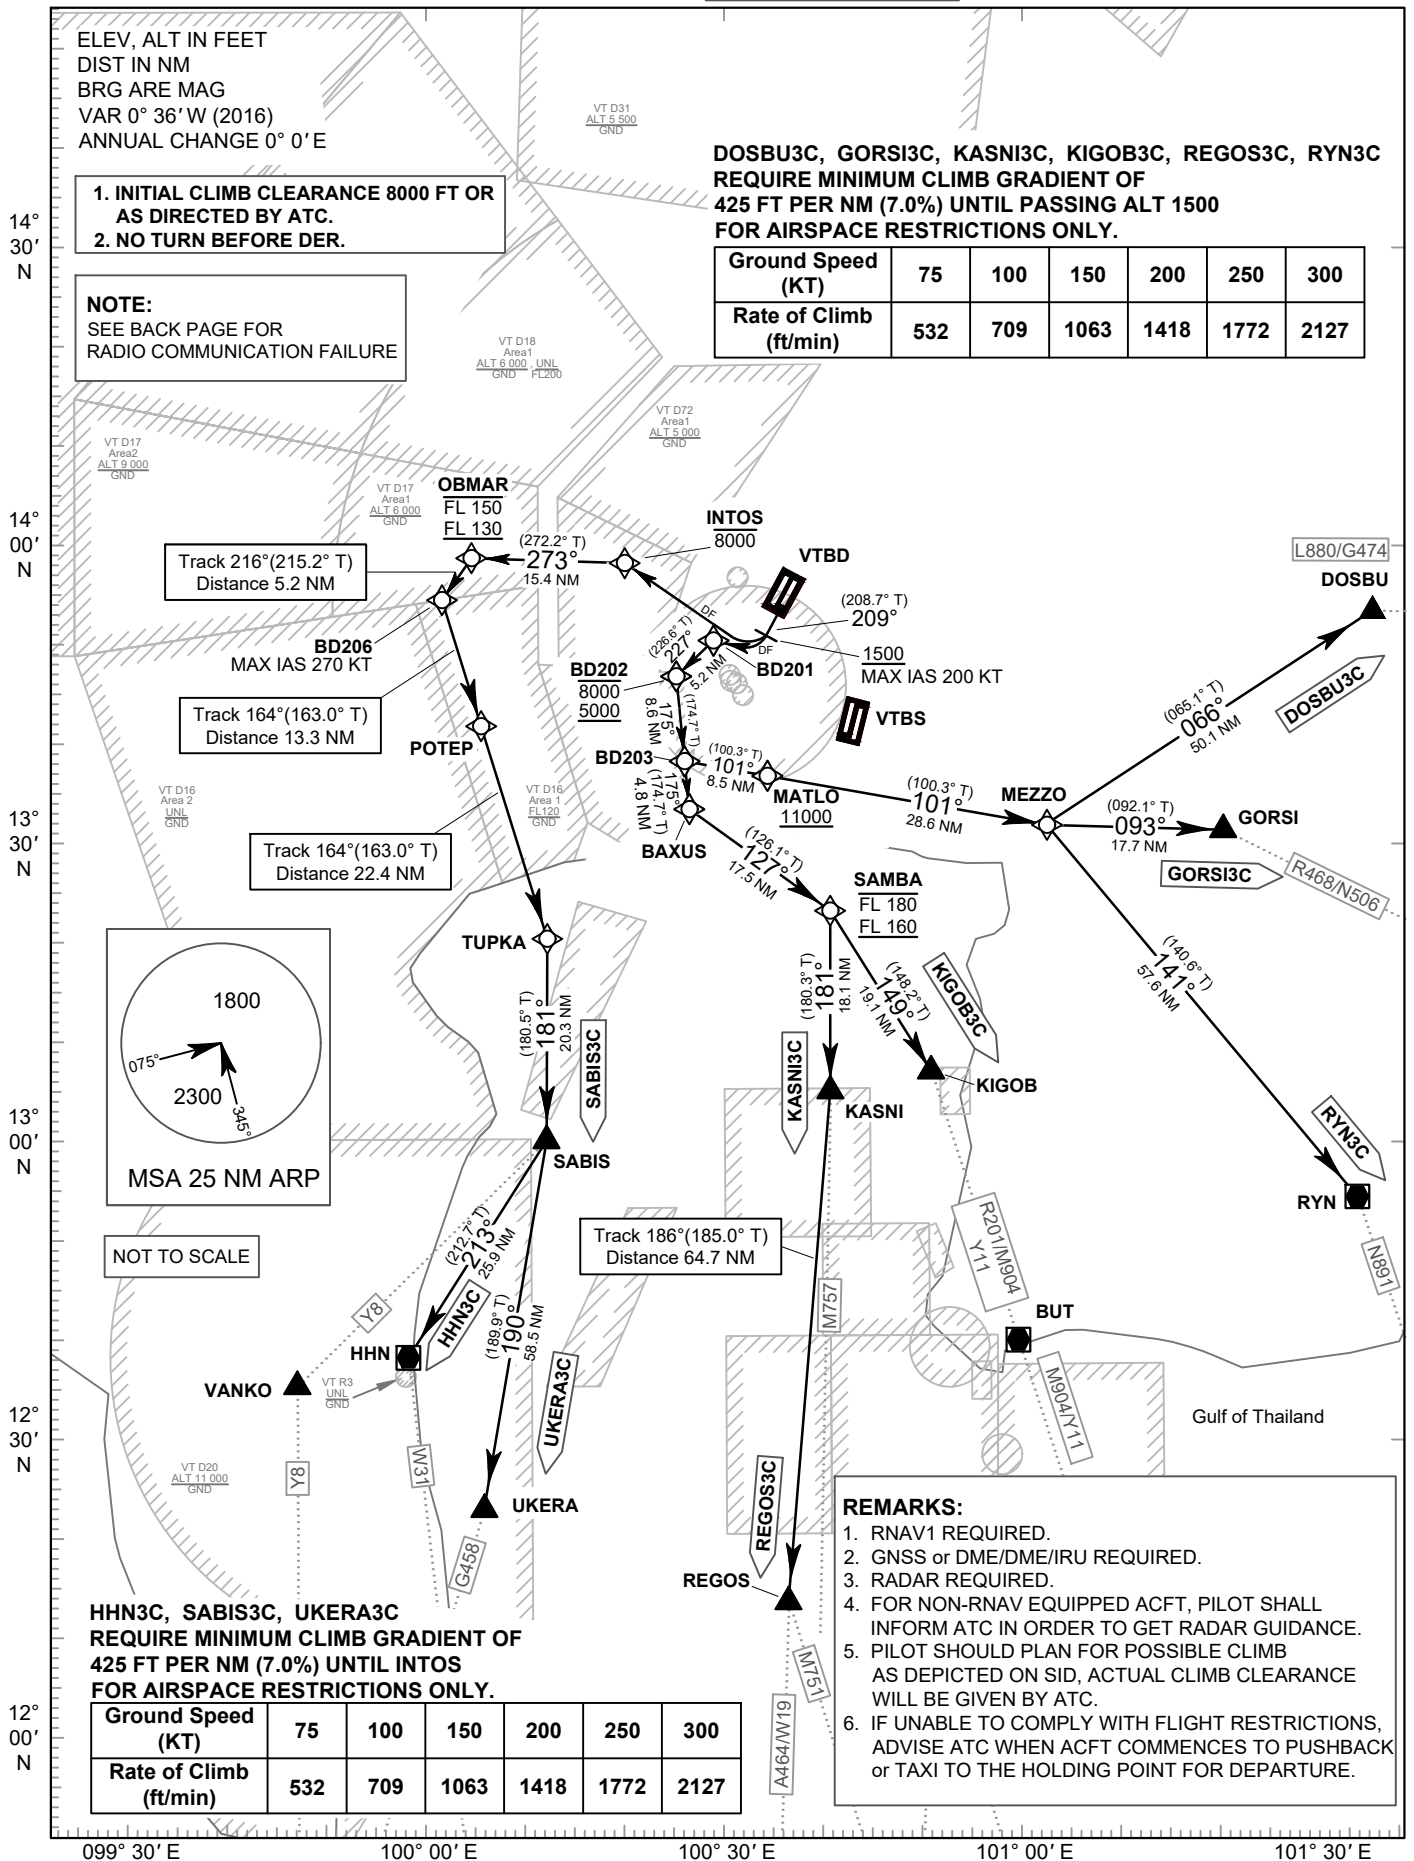 ELEV, ALT IN FEET
DIST IN NM
BRG ARE MAG
VAR 0° 36' W (2016)
ANNUAL CHANGE 0° 0' E
1. INITIAL CLIMB CLEARANCE 8000 FT OR
AS DIRECTED BY ATC.
2. NO TURN BEFORE DER.
NOTE:
SEE BACK PAGE FOR
RADIO COMMUNICATION FAILURE
VT D31
ALT 5 500
GND
DOSBU3C, GORSI3C, KASNI3C, KIGOB3C, REGOS3C, RYN3C
REQUIRE MINIMUM CLIMB GRADIENT OF
425 FT PER NM (7.0%) UNTIL PASSING ALT 1500
FOR AIRSPACE RESTRICTIONS ONLY.
Ground Speed (KT) 75 100 150 200 250 300
Rate of Climb (ft/min) 532 709 1063 1418 1772 2127
14°
30'
N
VT D18
Area1
ALT 6 000 UNL
GND FL200
VT D72
Area1
ALT 5 000
GND
VT D17
Area2
ALT 9 000
GND
VT D17
Area1
ALT 6 000
GND
OBMAR
FL 150
FL 130
INTOS
8000
VTBD
14°
00'
N
(272.2° T)
273°
15.4 NM
Track 216°(215.2° T)
Distance 5.2 NM
L880/G474
DOSBU
(208.7° T)
209°
DF
DF
1500
MAX IAS 200 KT
BD206
MAX IAS 270 KT
(226.6° T)
227°
5.2 NM
BD201
BD202
8000
5000
(065.1° T)
066°
50.1 NM
DOSBU3C
VTBS
Track 164°(163.0° T)
Distance 13.3 NM
POTEP
(174.7° T)
175°
8.6 NM
BD203
(100.3° T)
101°
8.5 NM
MATLO
11000
(100.3° T)
101°
28.6 NM
MEZZO
(092.1° T)
093°
17.7 NM
GORSI
GORSI3C
R468/N506
VT D16
Area 2
UNL
GND
VT D16
Area 1
FL120
GND
13°
30'
N
175°
(174.7° T)
4.8 NM
BAXUS
(126.1° T)
127°
17.5 NM
Track 164°(163.0° T)
Distance 22.4 NM
SAMBA
FL 180
FL 160
TUPKA
(180.5° T)
181°
20.3 NM
SABIS3C
(180.3° T)
181°
18.1 NM
(148.2° T)
149°
19.1 NM
KIGOB3C
(140.6° T)
141°
57.6 NM
1800
075°
2300
345°
MSA 25 NM ARP
KASNI3C
KASNI
KIGOB
RYN3C
RYN
N891
13°
00'
N
SABIS
NOT TO SCALE
(212.7° T)
213°
25.9 NM
HHN3C
Track 186°(185.0° T)
Distance 64.7 NM
R201/M904
Y11
M757
BUT
Y8
HHN
(189.9° T)
190°
58.5 NM
UKERA3C
VANKO
VT R3
UNL
GND
M904/Y11
Gulf of Thailand
12°
30'
N
VT D20
ALT 11 000
GND
Y8
W31
UKERA
G458
REGOS3C
REGOS
M751
A464/W19
HHN3C, SABIS3C, UKERA3C
REQUIRE MINIMUM CLIMB GRADIENT OF
425 FT PER NM (7.0%) UNTIL INTOS
FOR AIRSPACE RESTRICTIONS ONLY.
Ground Speed (KT) 75 100 150 200 250 300
Rate of Climb (ft/min) 532 709 1063 1418 1772 2127
12°
00'
N
REMARKS:
1. RNAV1 REQUIRED.
2. GNSS or DME/DME/IRU REQUIRED.
3. RADAR REQUIRED.
4. FOR NON-RNAV EQUIPPED ACFT, PILOT SHALL
INFORM ATC IN ORDER TO GET RADAR GUIDANCE.
5. PILOT SHOULD PLAN FOR POSSIBLE CLIMB
AS DEPICTED ON SID, ACTUAL CLIMB CLEARANCE
WILL BE GIVEN BY ATC.
6. IF UNABLE TO COMPLY WITH FLIGHT RESTRICTIONS,
ADVISE ATC WHEN ACFT COMMENCES TO PUSHBACK
or TAXI TO THE HOLDING POINT FOR DEPARTURE.
099° 30' E
100° 00' E
100° 30' E
101° 00' E
101° 30' E